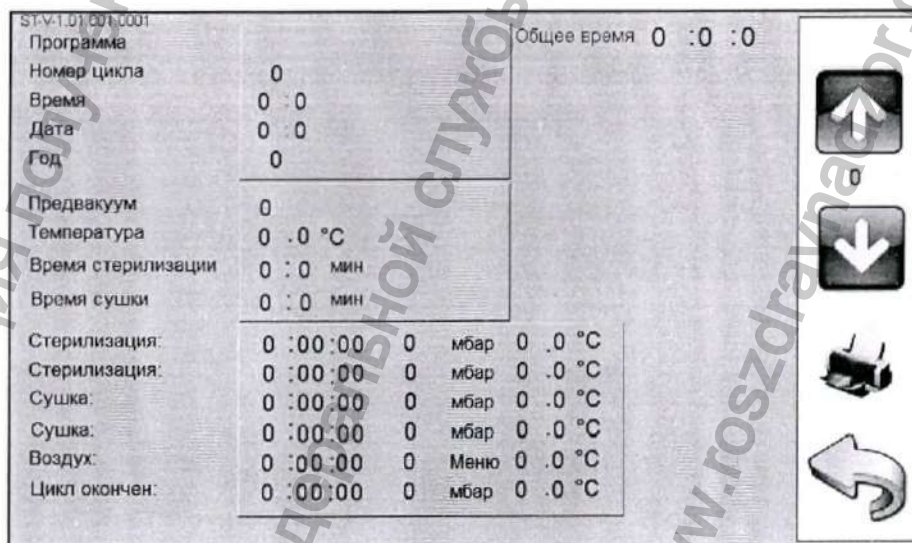 ST-V-1.01.001.0001
Программа
Общее время 0 :0 :0
Номер цикла 0
Время 0 : 0
Дата 0 : 0
Год 0
0
Предвакуум 0
Температура 0 .0 °C
Время стерилизации 0 : 0 мин
Время сушки 0 : 0 мин
Стерилизация: 0 :00:00 0 мбар 0 .0 °C
Стерилизация: 0 :00:00 0 мбар 0 .0 °C
Сушка: 0 :00:00 0 мбар 0 .0 °C
Сушка: 0 :00:00 0 мбар 0 .0 °C
Воздух: 0 :00:00 0 Меню 0 .0 °C
Цикл окончен: 0 :00:00 0 мбар 0 .0 °C
www.roszdravnadzor.